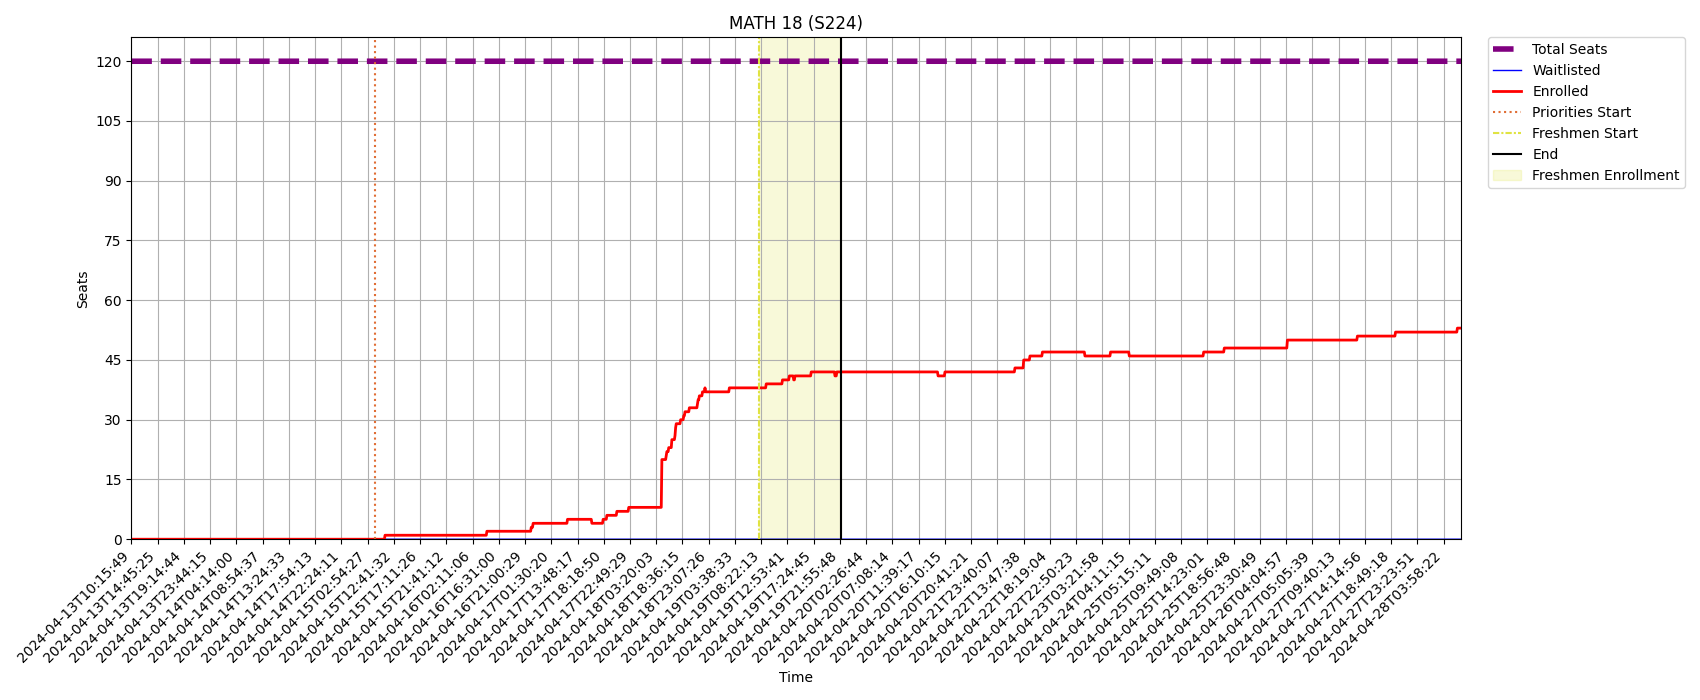 MATH 18 (S224)
Total Seats
Waitlisted
Enrolled
Priorities Start
Freshmen Start
End
Freshmen Enrollment
Seats
120
105
90
75
60
45
30
15
0
2024-04-13T10:15:49
2024-04-13T14:45:25
2024-04-13T19:14:44
2024-04-13T23:44:15
2024-04-14T04:14:00
2024-04-14T08:54:37
2024-04-14T13:24:33
2024-04-14T17:54:13
2024-04-14T22:24:11
2024-04-15T02:54:27
2024-04-15T12:41:32
2024-04-15T17:11:26
2024-04-15T21:41:12
2024-04-16T02:11:06
2024-04-16T16:31:00
2024-04-16T21:00:29
2024-04-17T01:30:20
2024-04-17T13:48:17
2024-04-17T18:18:50
2024-04-17T22:49:29
2024-04-18T03:20:03
2024-04-18T18:36:15
2024-04-18T23:07:26
2024-04-19T03:38:33
2024-04-19T08:22:13
2024-04-19T12:53:41
2024-04-19T17:24:45
2024-04-19T21:55:48
2024-04-20T02:26:44
2024-04-20T07:08:14
2024-04-20T11:39:17
2024-04-20T16:10:15
2024-04-20T20:41:21
2024-04-21T23:40:07
2024-04-22T13:47:38
2024-04-22T18:19:04
2024-04-22T22:50:23
2024-04-23T03:21:58
2024-04-24T04:11:15
2024-04-25T05:15:11
2024-04-25T09:49:08
2024-04-25T14:23:01
2024-04-25T18:56:48
2024-04-25T23:30:49
2024-04-26T04:04:57
2024-04-27T05:05:39
2024-04-27T09:40:13
2024-04-27T14:14:56
2024-04-27T18:49:18
2024-04-27T23:23:51
2024-04-28T03:58:22
Time